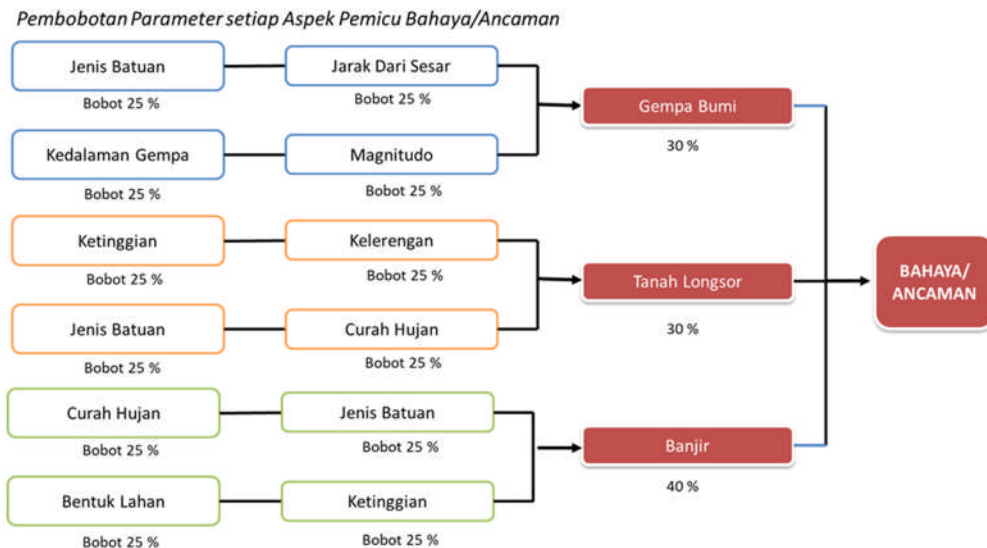 Pembobotan Parameter setiap Aspek Pemicu Bahaya/Ancaman
Jenis Batuan
Bobot 25 %
Jarak Dari Sesar
Bobot 25 %
Kedalaman Gempa
Bobot 25 %
Magnitudo
Bobot 25 %
Gempa Bumi
30 %
Ketinggian
Bobot 25 %
Kelerengan
Bobot 25 %
Jenis Batuan
Bobot 25 %
Curah Hujan
Bobot 25 %
Tanah Longsor
30 %
Curah Hujan
Bobot 25 %
Jenis Batuan
Bobot 25 %
Bentuk Lahan
Bobot 25 %
Ketinggian
Bobot 25 %
Banjir
40 %
BAHAYA/
ANCAMAN